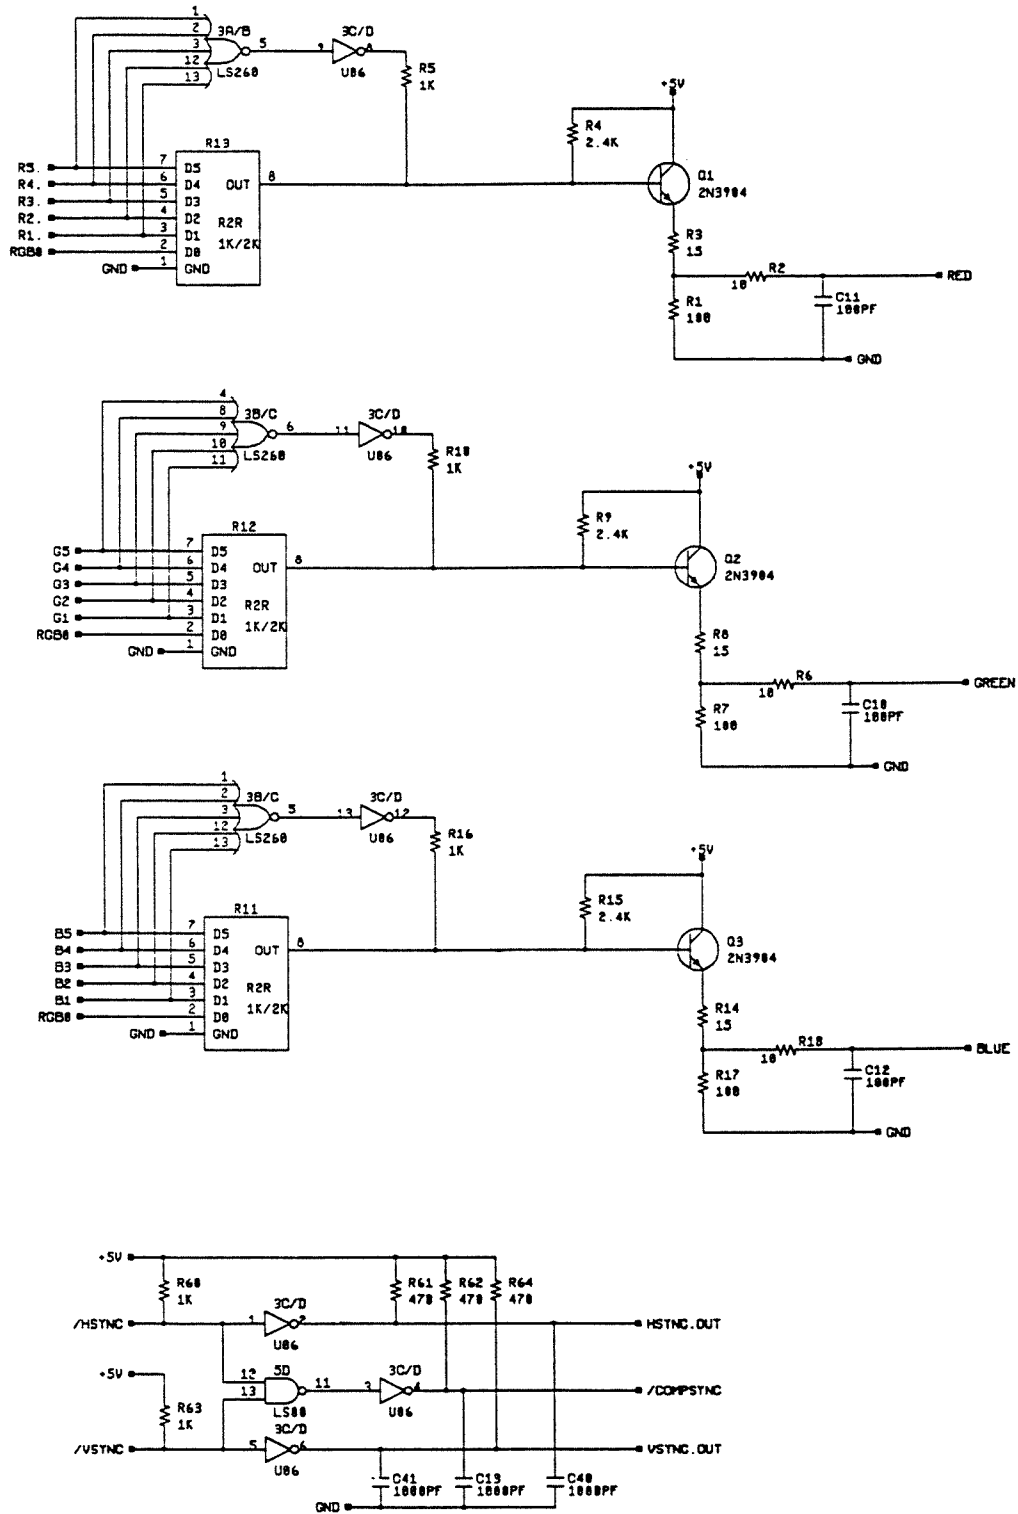 1
2
3
12
13
3A/B
5
LS260
3C/D
9
8
U06
R5
1K
+5V
R4
2.4K
Q1
2N3904
R13
R5.
R4.
R3.
R2.
R1.
RGB0
GND
7
6
5
4
3
2
1
D5
D4
D3
D2
D1
D0
GND
OUT
R2R
1K/2K
8
R3
15
R2
10
RED
R1
100
C11
100PF
GND
4
8
9
10
11
3B/C
6
LS260
3C/D
11
10
U06
R10
1K
+5V
R9
2.4K
Q2
2N3904
R12
G5
G4
G3
G2
G1
RGB0
GND
7
6
5
4
3
2
1
D5
D4
D3
D2
D1
D0
GND
OUT
R2R
1K/2K
8
R8
15
R6
10
GREEN
R7
100
C10
100PF
GND
1
2
3
12
13
3B/C
5
LS260
3C/D
13
12
U06
R16
1K
+5V
R15
2.4K
Q3
2N3904
R11
B5
B4
B3
B2
B1
RGB0
GND
7
6
5
4
3
2
1
D5
D4
D3
D2
D1
D0
GND
OUT
R2R
1K/2K
8
R14
15
R18
10
BLUE
R17
100
C12
100PF
GND
+5V
R60
1K
R61
470
R62
470
R64
470
/HSYNC
1
3C/D
2
U06
HSYNC.OUT
+5V
12
13
5D
11
LS00
3
3C/D
4
U06
/COMPSYNC
R63
1K
/VSYNC
5
3C/D
6
U06
VSYNC.OUT
C41
1000PF
C13
1000PF
C40
1000PF
GND